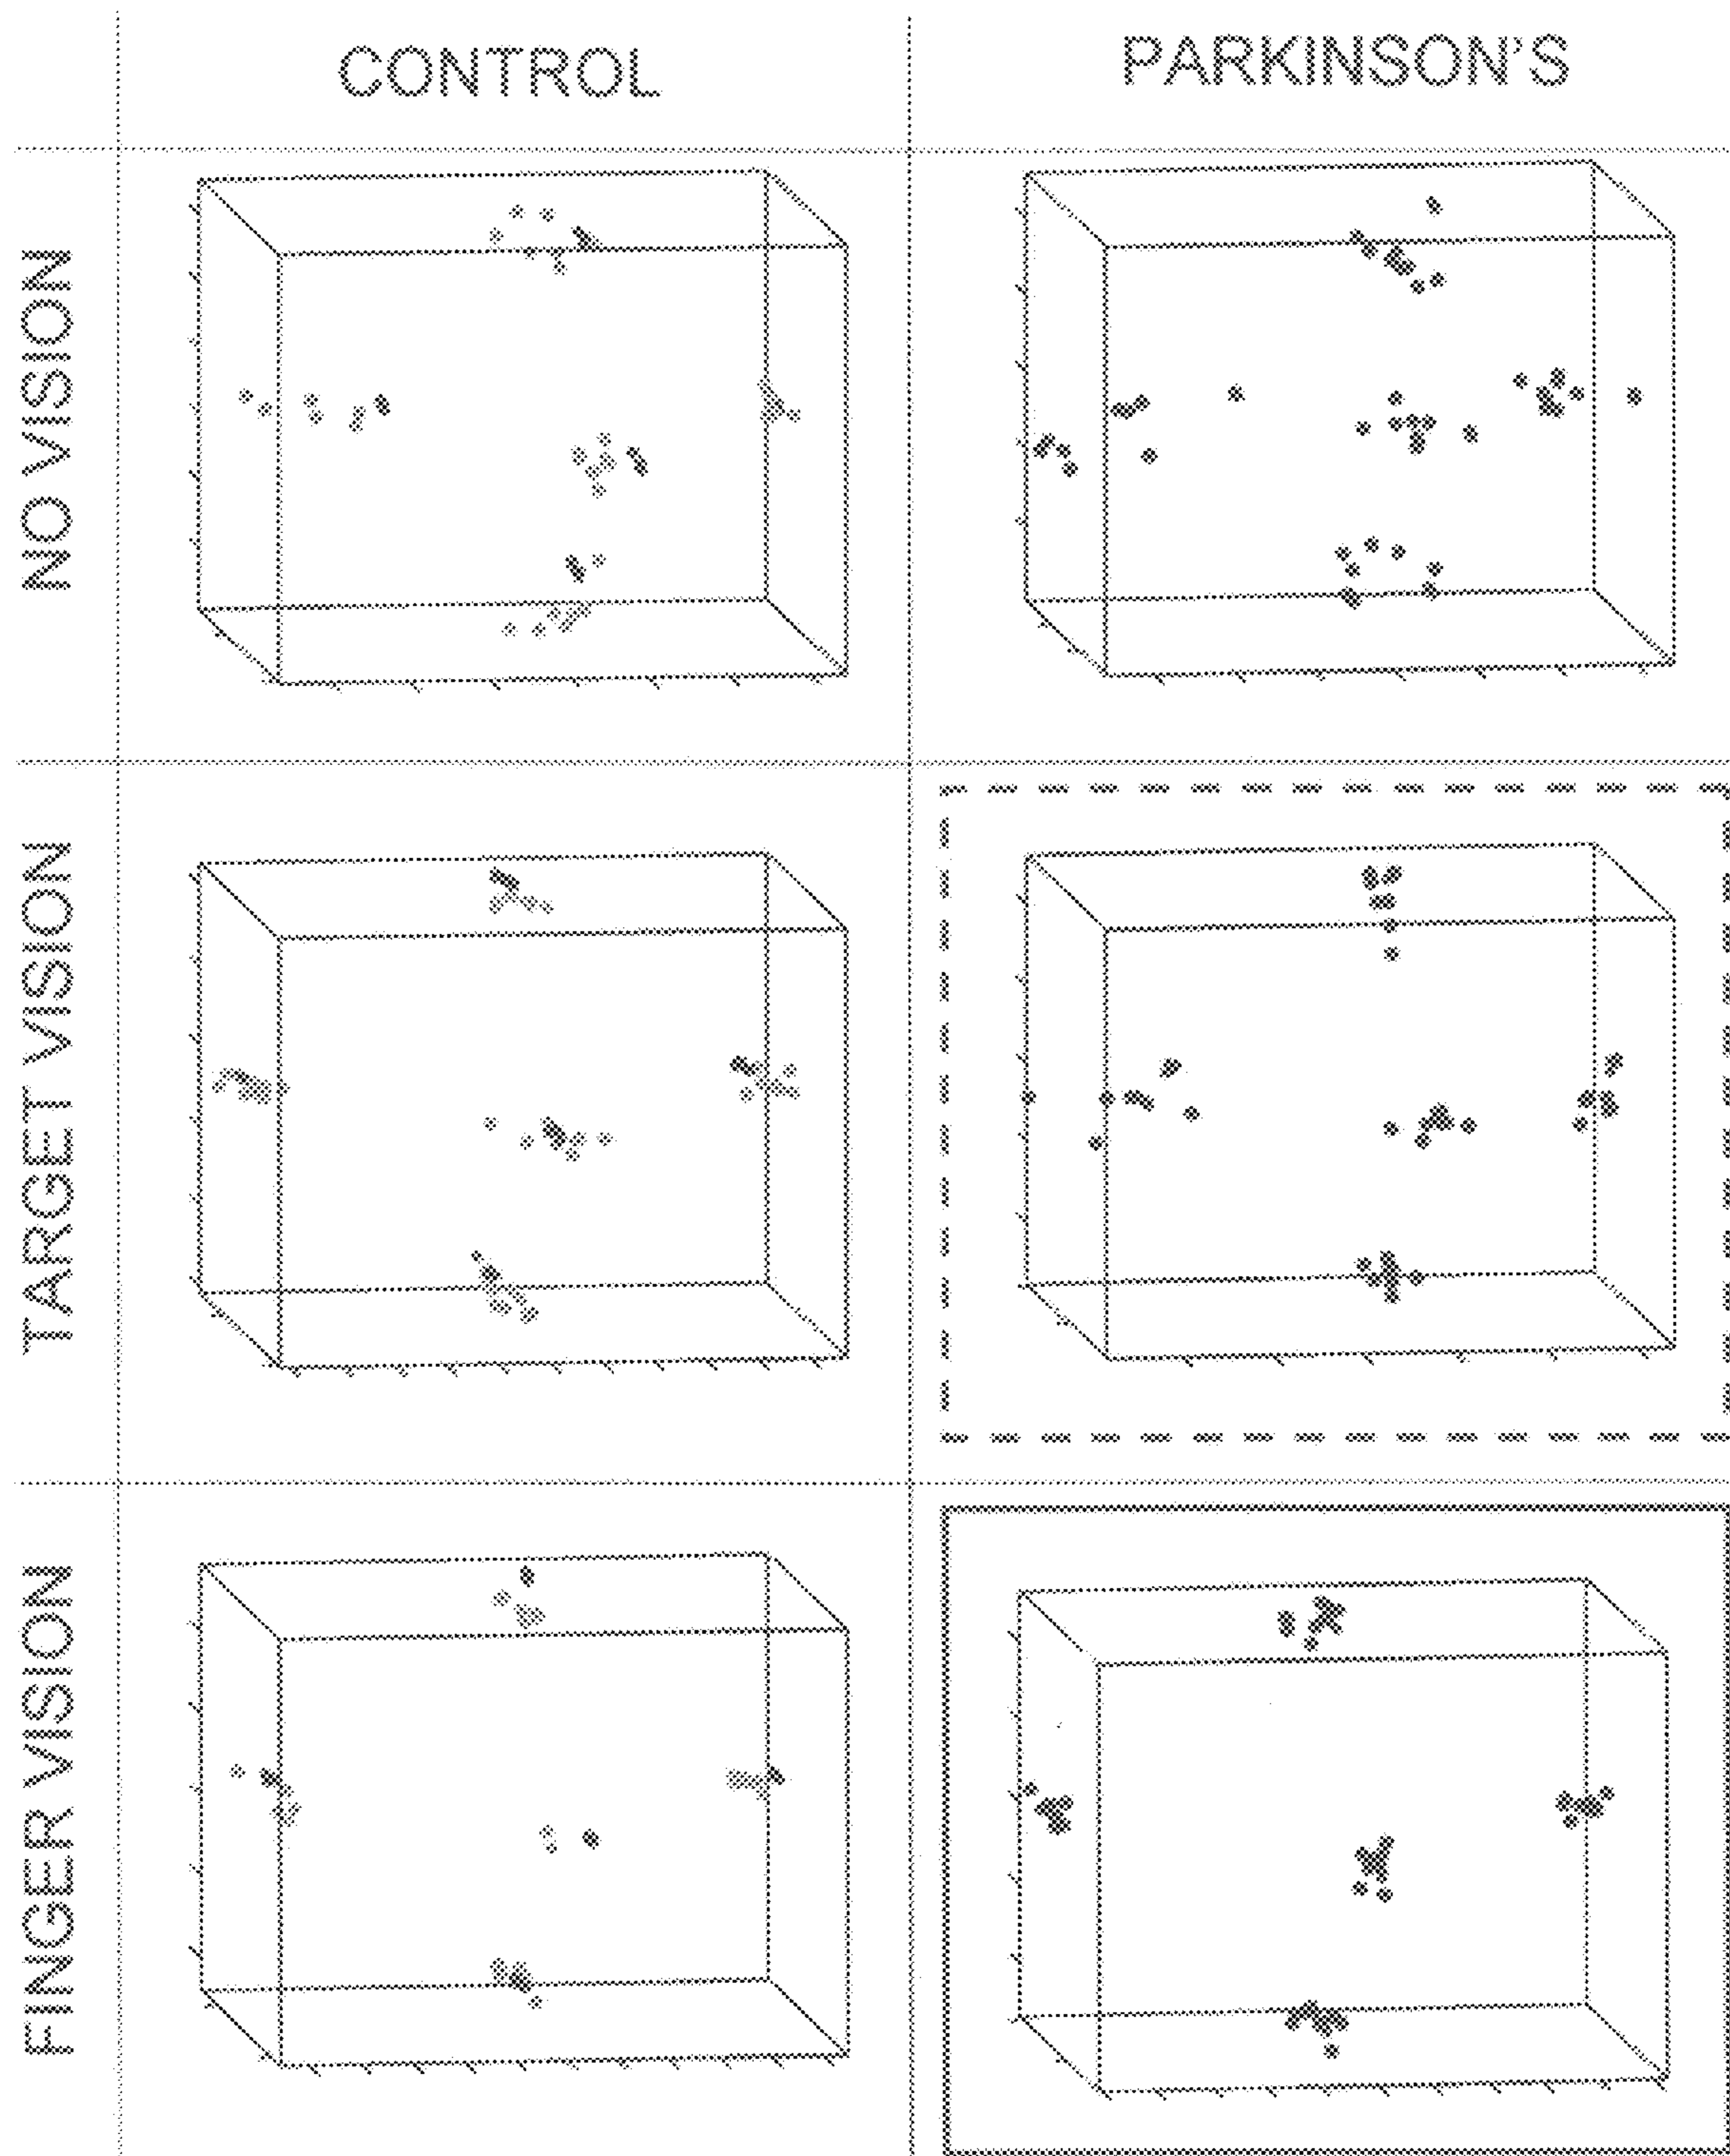 CONTROL
PARKINSON'S
NO VISION
TARGET VISION
FINGER VISION